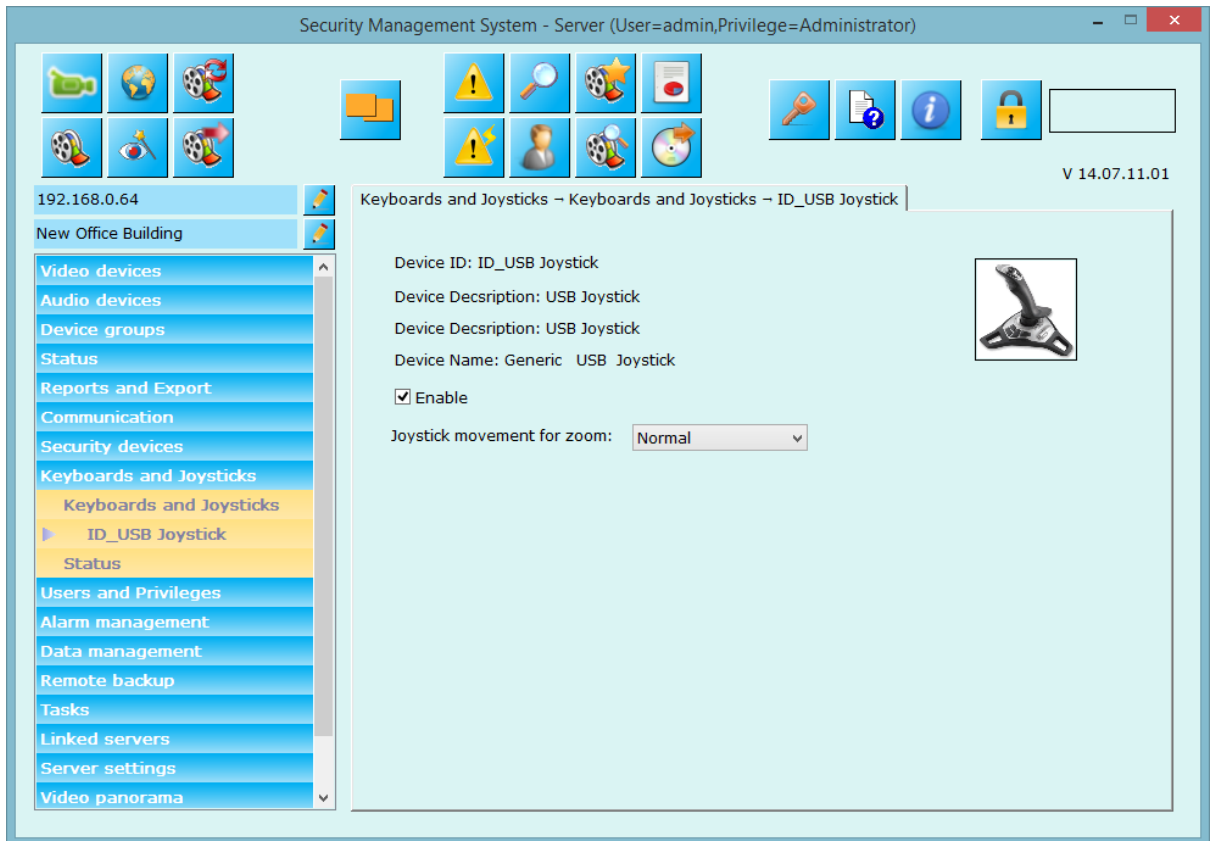 Security Management System - Server (User=admin,Privilege=Administrator)
V 14.07.11.01
192.168.0.64
New Office Building
Video devices
Audio devices
Device groups
Status
Reports and Export
Communication
Security devices
Keyboards and Joysticks
Keyboards and Joysticks
ID_USB Joystick
Status
Users and Privileges
Alarm management
Data management
Remote backup
Tasks
Linked servers
Server settings
Video panorama
Keyboards and Joysticks → Keyboards and Joysticks → ID_USB Joystick
Device ID: ID_USB Joystick
Device Decsription: USB Joystick
Device Decsription: USB Joystick
Device Name: Generic USB Joystick
Enable
Joystick movement for zoom: Normal